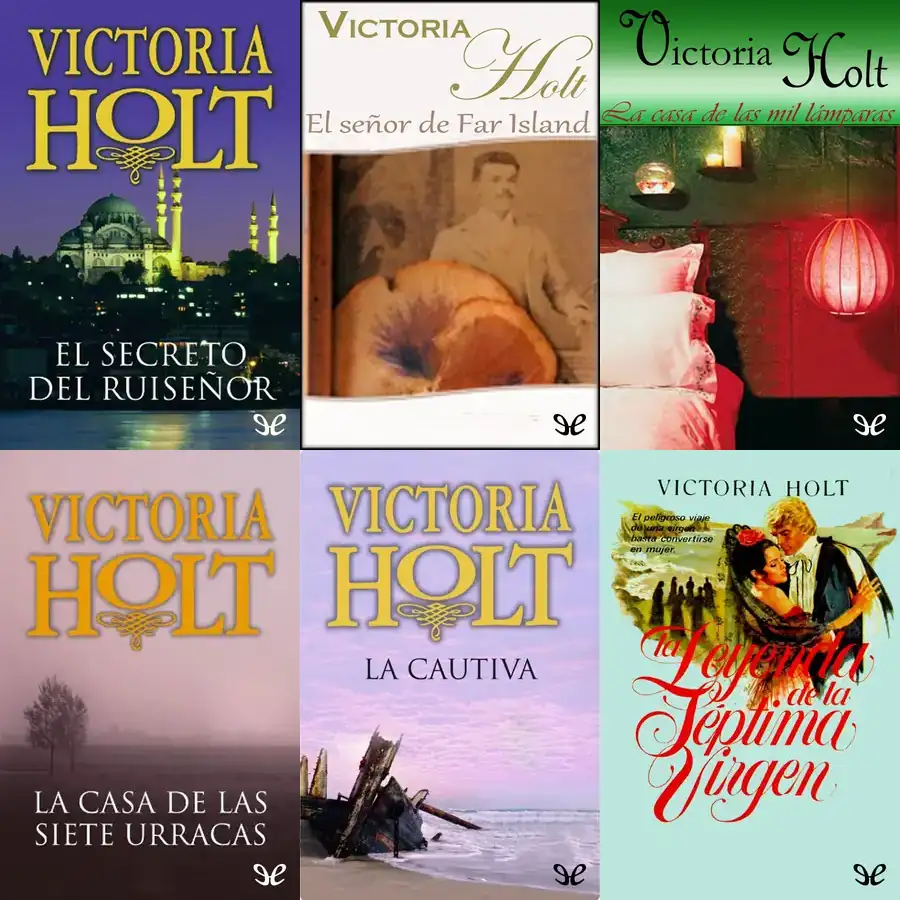 VICTORIA
HOLT
EL SECRETO
DEL RUISEÑOR
VICTORIA
Holt
El señor de Far Island
Victoria Holt
La casa de las mil lámparas
VICTORIA
HOLT
LA CASA DE LAS
SIETE URRACAS
VICTORIA
HOLT
LA CAUTIVA
VICTORIA HOLT
El peligroso viaje
de una virgen
hasta convertirse
en mujer.
La
Leyenda
de la
Séptima
Virgen